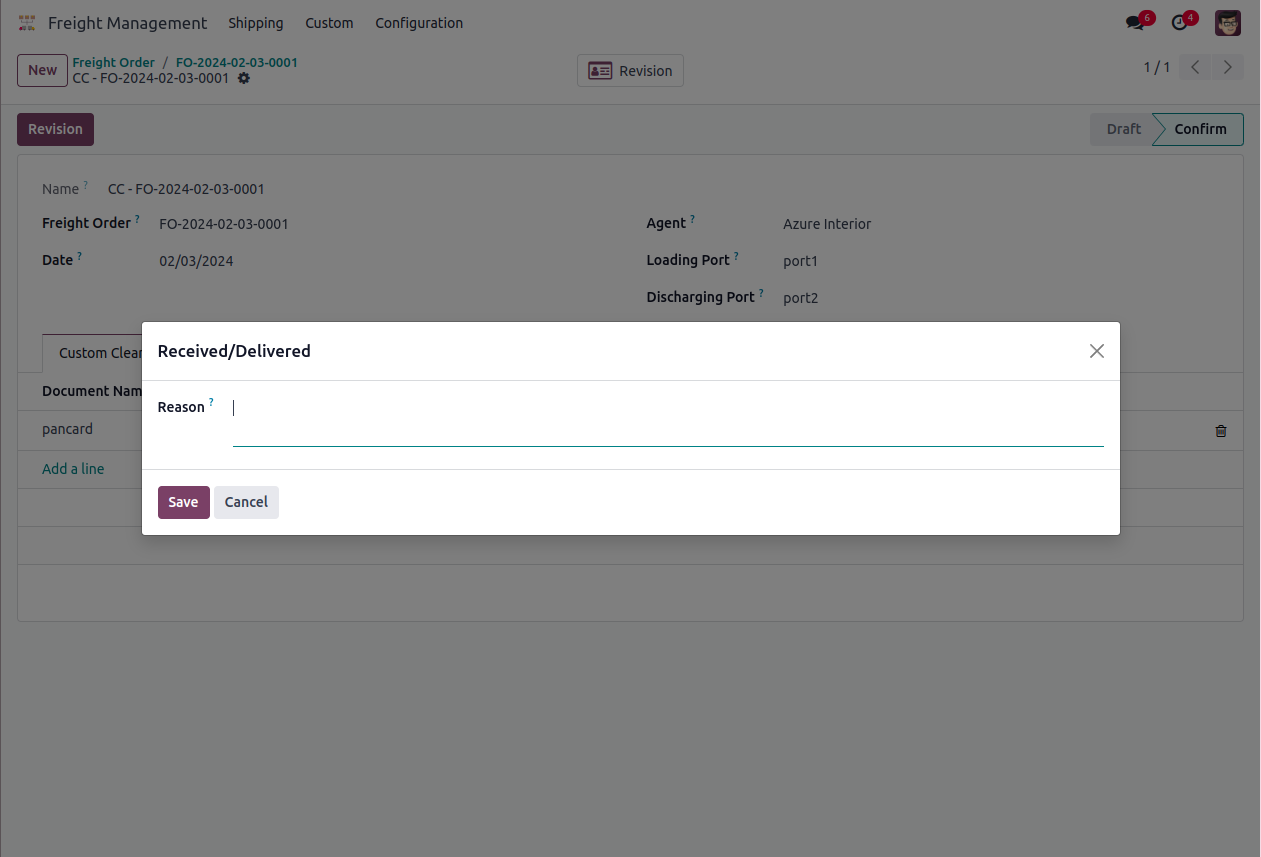 Freight Management Shipping Custom Configuration 6 4
New Freight Order / FO-2024-02-03-0001
CC - FO-2024-02-03-0001
Revision
1 / 1
Revision
Draft Confirm
Name ? CC - FO-2024-02-03-0001
Freight Order ? FO-2024-02-03-0001
Agent ? Azure Interior
Date ? 02/03/2024
Loading Port ? port1
Discharging Port ? port2
Custom Clear
Received/Delivered
Document Nam
Reason ?
pancard
Add a line
Save Cancel